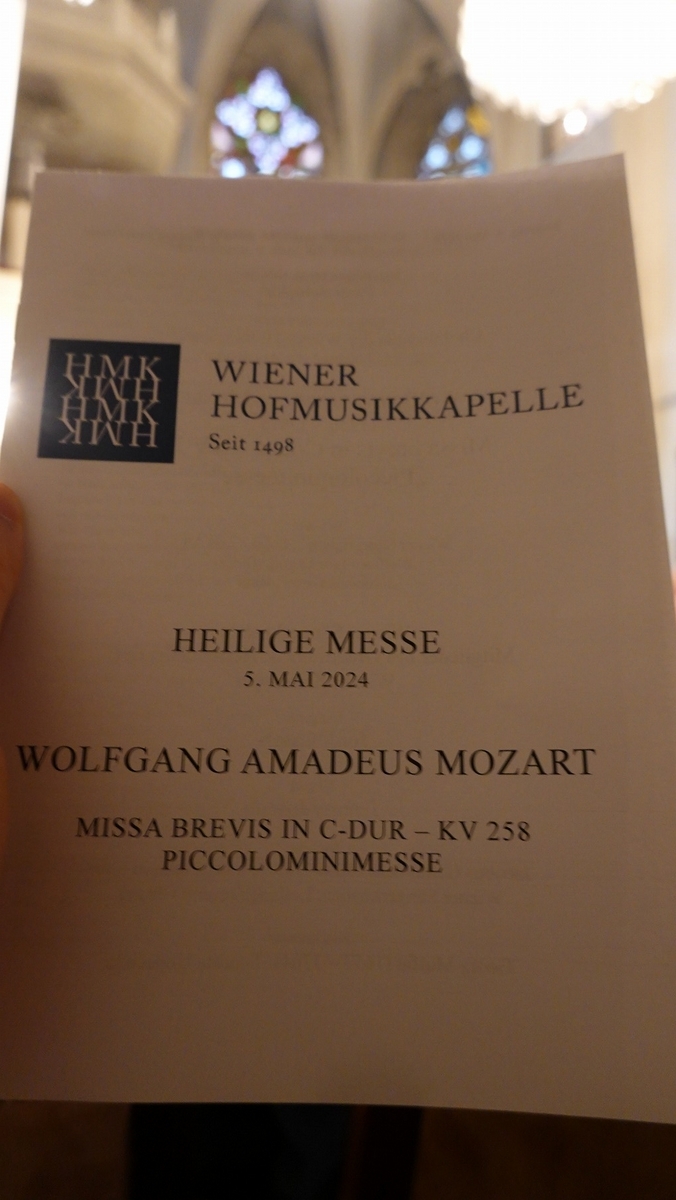 HMK
HMK
HMK
HMK
WIENER
HOFMUSIKKAPELLE
Seit 1498
HEILIGE MESSE
5. MAI 2024
WOLFGANG AMADEUS MOZART
MISSA BREVIS IN C-DUR – KV 258
PICCOLOMINIMESSE